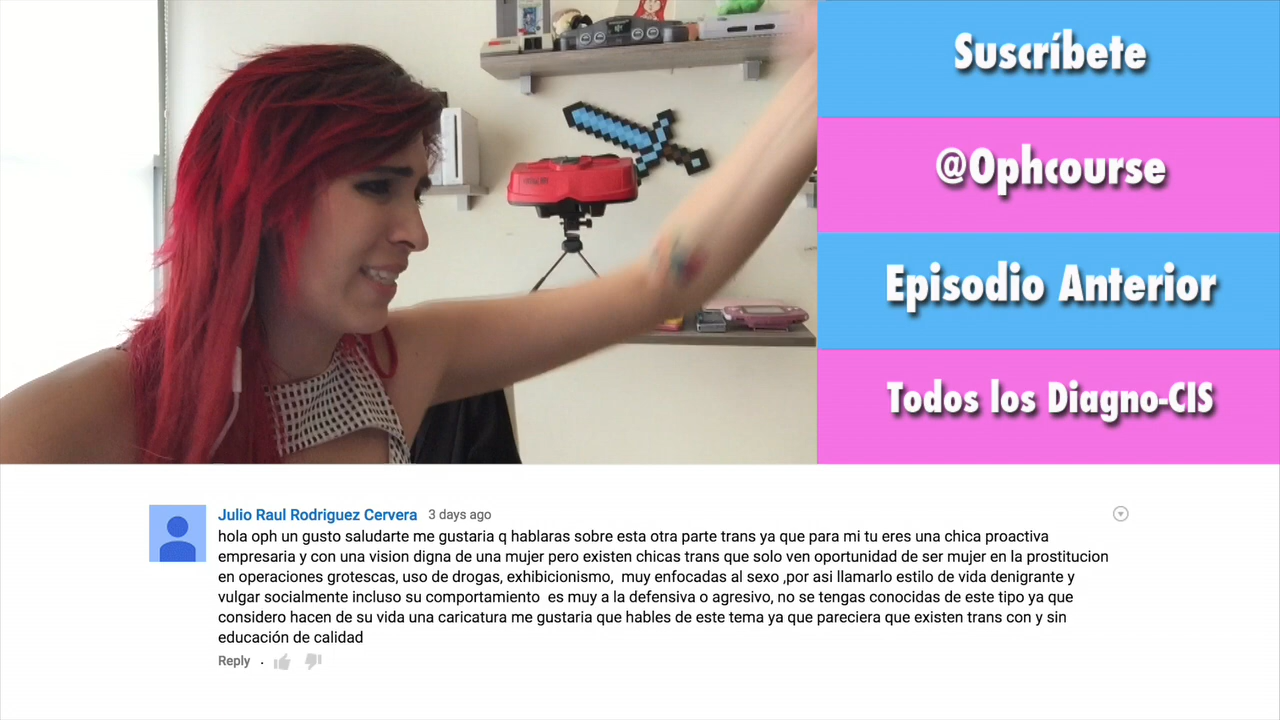 Suscríbete
@Ophcourse
Episodio Anterior
Todos los Diagno-CIS
Julio Raul Rodriguez Cervera 3 days ago
hola oph un gusto saludarte me gustaria q hablaras sobre esta otra parte trans ya que para mi tu eres una chica proactiva
empresaria y con una vision digna de una mujer pero existen chicas trans que solo ven oportunidad de ser mujer en la prostitucion
en operaciones grotescas, uso de drogas, exhibicionismo,  muy enfocadas al sexo ,por asi llamarlo estilo de vida denigrante y
vulgar socialmente incluso su comportamiento  es muy a la defensiva o agresivo, no se tengas conocidas de este tipo ya que
considero hacen de su vida una caricatura me gustaria que hables de este tema ya que pareciera que existen trans con y sin
educación de calidad
Reply